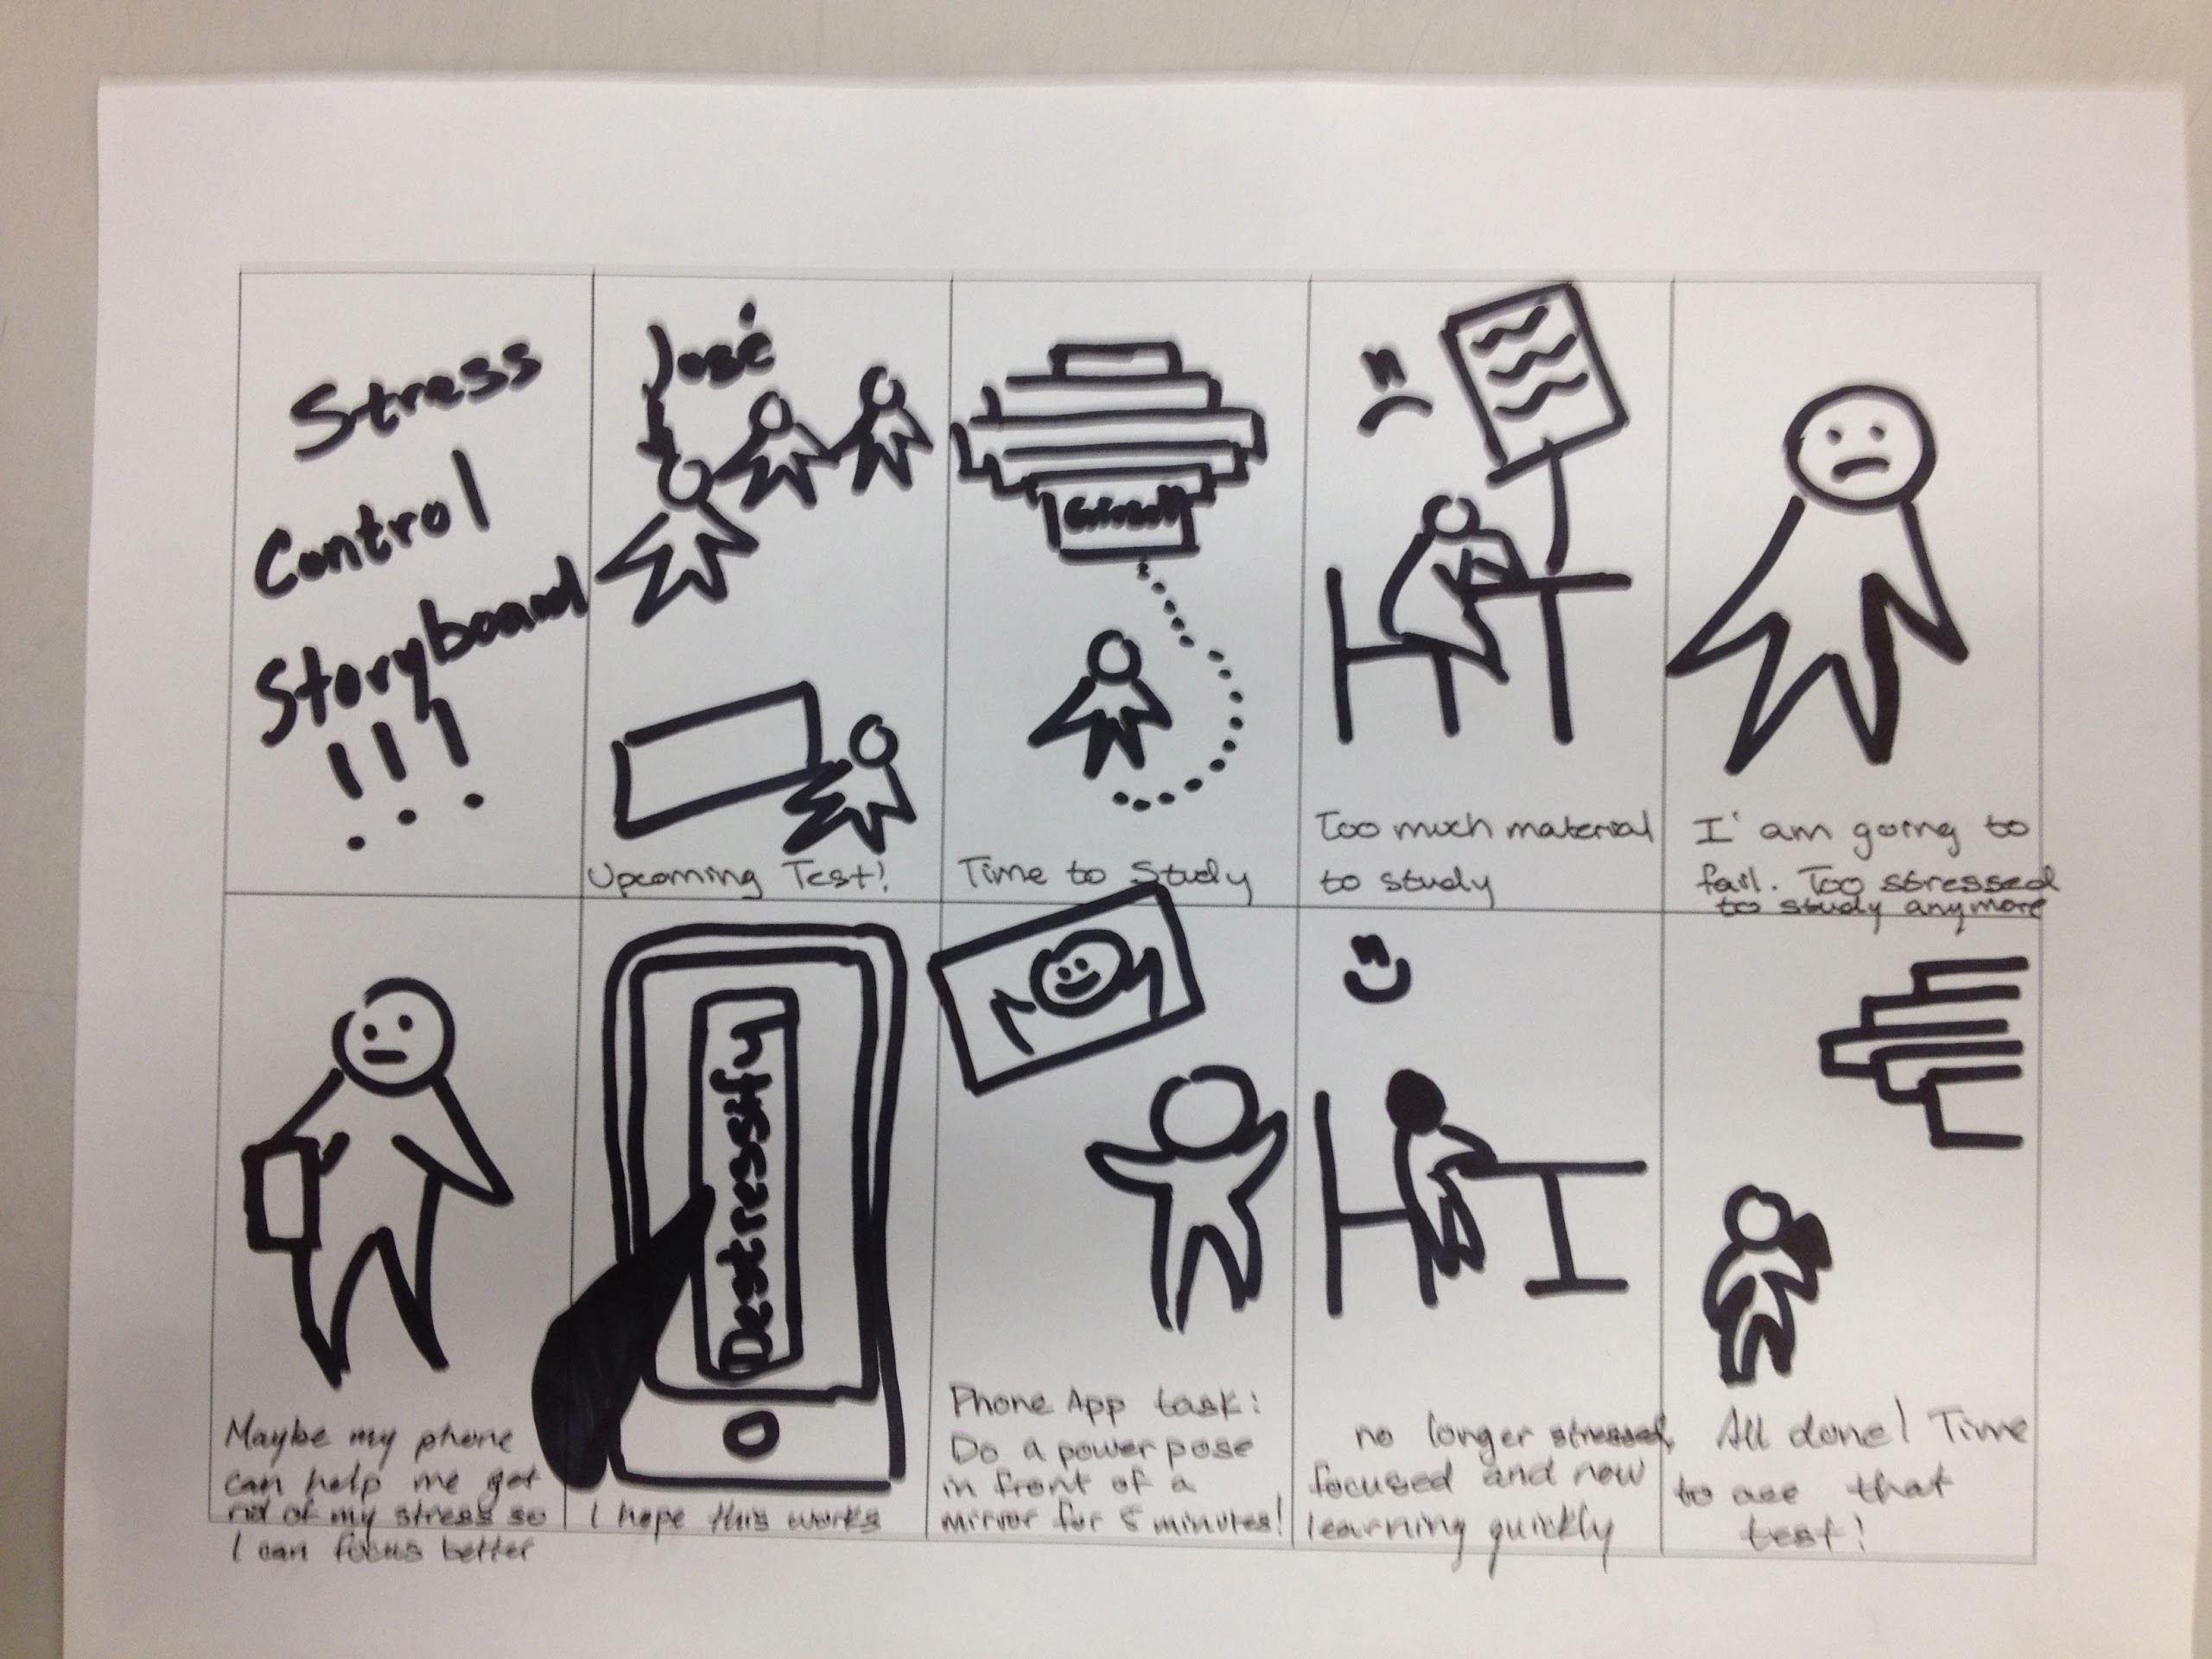 Stress
Control
Storyboard
!!!
José
Upcoming Test!
Geisel
Time to Study
Too much material
to study
I' am going to
fail. Too stressed
to study anymore
Maybe my phone
can help me get
rid of my stress so
I can focus better
Destressfy
I hope this works
Phone App task:
Do a power pose
in front of a
mirror for 5 minutes!
no longer stressed,
focused and now
learning quickly
All done! Time
to ace that
test!